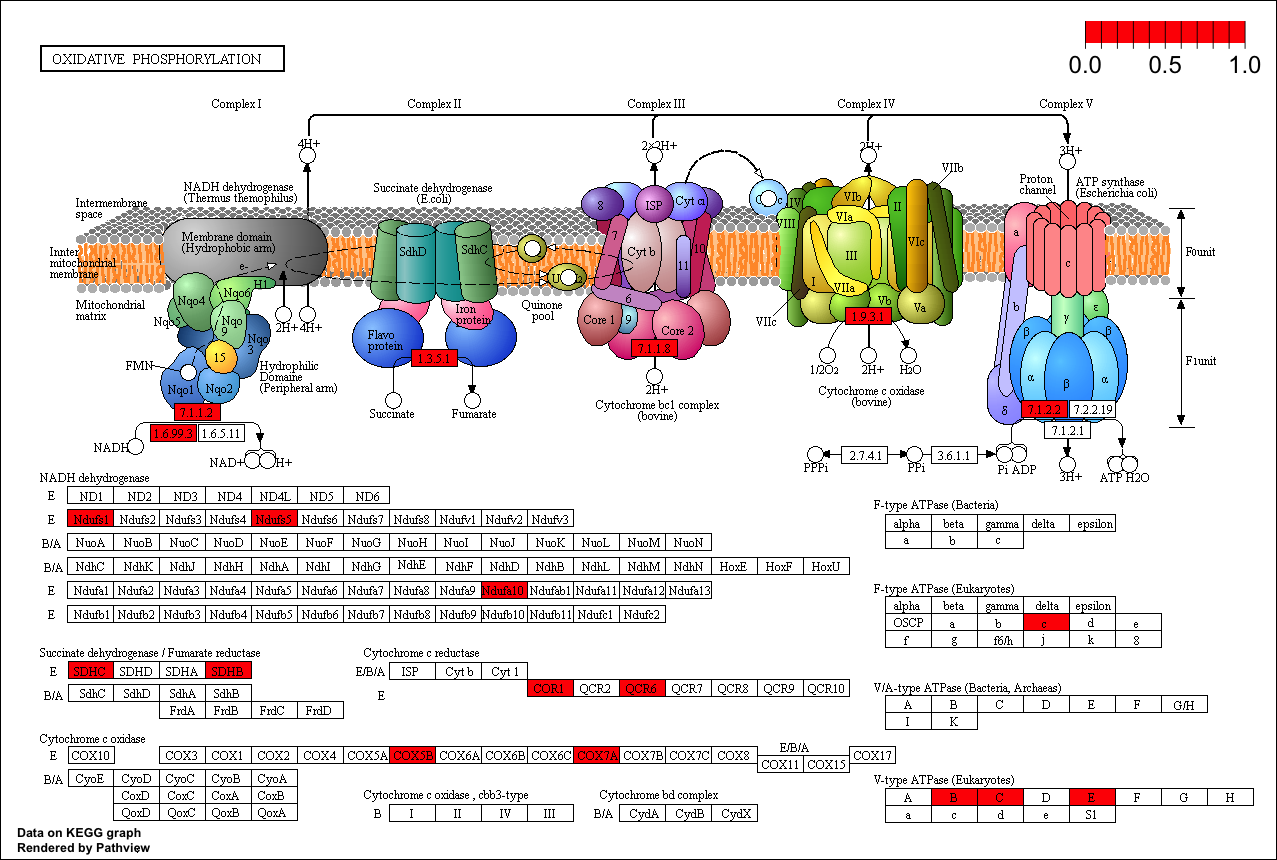 OXIDATIVE PHOSPHORYLATION
0.0 0.5 1.0
Complex I Complex II Complex III Complex IV Complex V
4H+ 2×2H+ 2H+ 3H+
NADH dehydrogenase
(Thermus themophilus)
Succinate dehydrogenase
(E.coli)
Proton
channel
ATP synthase
(Escherichia coli)
Intermembrane
space
Innter
mitochondrial
membrane
Mitochondrial
matrix
Membrane domain
(Hydrophobic arm)
e-
H1
Nqo4
Nqo6
Nqo5
Nqo
9
Nqo
3
15
FMN
Nqo1
Nqo2
2H+ 4H+
Hydrophilic
Domaine
(Peripheral arm)
7.1.1.2
1.6.99.3 1.6.5.11
NADH
NAD+ H+
SdhD
SdhC
Flavo
protein
Iron
protein
1.3.5.1
Succinate Fumarate
Quinone
pool
8
ISP
Cyt c1
7
Cyt b
10
11
6
Core 1
9
Core 2
7.1.1.8
2H+
Cytochrome bc1 complex
(bovine)
VIIb
IV
VIb
II
VIII
VIa
VIc
III
I
VIIa
VIIc
Vb
Va
1.9.3.1
1/2O2 2H+ H2O
Cytochrome c oxidase
(bovine)
a
c
b
γ
ε
β
β
α
β
α
δ
F0unit
F1unit
7.1.2.2 7.2.2.19
7.1.2.1
PPPi 2.7.4.1 PPi 3.6.1.1 Pi ADP
3H+
ATP H2O
NADH dehydrogenase
E ND1 ND2 ND3 ND4 ND4L ND5 ND6
E Ndufs1 Ndufs2 Ndufs3 Ndufs4 Ndufs5 Ndufs6 Ndufs7 Ndufs8 Ndufv1 Ndufv2 Ndufv3
B/A NuoA NuoB NuoC NuoD NuoE NuoF NuoG NuoH NuoI NuoJ NuoK NuoL NuoM NuoN
B/A NdhC NdhK NdhJ NdhH NdhA NdhI NdhG NdhE NdhF NdhD NdhB NdhL NdhM NdhN HoxE HoxF HoxU
E Ndufa1 Ndufa2 Ndufa3 Ndufa4 Ndufa5 Ndufa6 Ndufa7 Ndufa8 Ndufa9 Ndufa10 Ndufab1 Ndufa11 Ndufa12 Ndufa13
E Ndufb1 Ndufb2 Ndufb3 Ndufb4 Ndufb5 Ndufb6 Ndufb7 Ndufb8 Ndufb9 Ndufb10 Ndufb11 Ndufc1 Ndufc2
Succinate dehydrogenase / Fumarate reductase
E SDHC SDHD SDHA SDHB
B/A SdhC SdhD SdhA SdhB
FrdA FrdB FrdC FrdD
Cytochrome c reductase
E/B/A ISP Cyt b Cyt 1
E COR1 QCR2 QCR6 QCR7 QCR8 QCR9 QCR10
Cytochrome c oxidase
E COX10 COX3 COX1 COX2 COX4 COX5A COX5B COX6A COX6B COX6C COX7A COX7B COX7C COX8
E/B/A
COX11 COX15
COX17
B/A CyoE CyoD CyoC CyoB CyoA
CoxD CoxC CoxA CoxB
QoxD QoxC QoxB QoxA
Cytochrome c oxidase , cbb3-type
B I II IV III
Cytochrome bd complex
B/A CydA CydB CydX
F-type ATPase (Bacteria)
alpha beta gamma delta epsilon
a b c
F-type ATPase (Eukaryotes)
alpha beta gamma delta epsilon
OSCP a b c d e
f g f6/h j k 8
V/A-type ATPase (Bacteria, Archaeas)
A B C D E F G/H
I K
V-type ATPase (Eukaryotes)
A B C D E F G H
a c d e S1
Data on KEGG graph
Rendered by Pathview